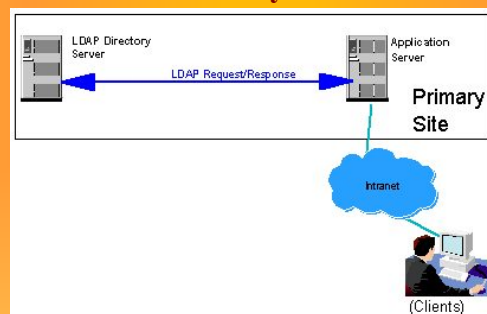 LDAP Directory
Server
Application
Server
LDAP Request/Response
Primary
Site
Intranet
(Clients)